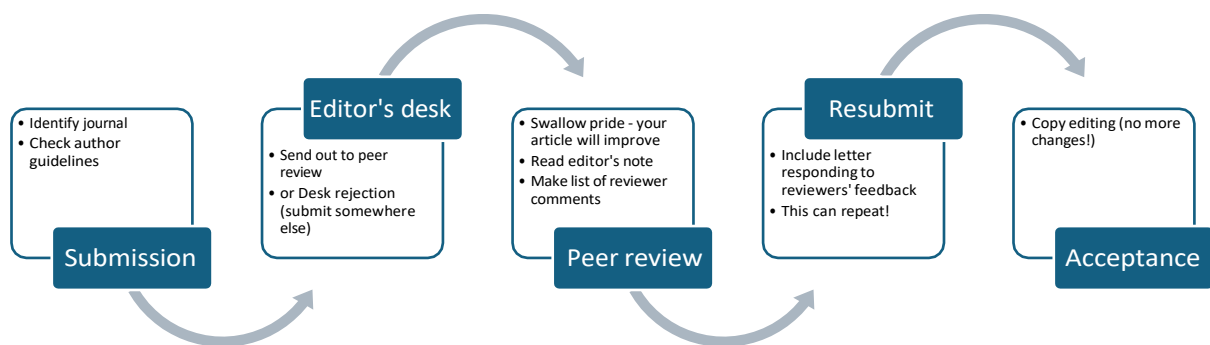 • Identify journal
• Check author
guidelines
Submission
Editor's desk
• Send out to peer
review
• or Desk rejection
(submit somewhere
else)
• Swallow pride - your
article will improve
• Read editor's note
• Make list of reviewer
comments
Peer review
Resubmit
• Include letter
responding to
reviewers' feedback
• This can repeat!
• Copy editing (no more
changes!)
Acceptance